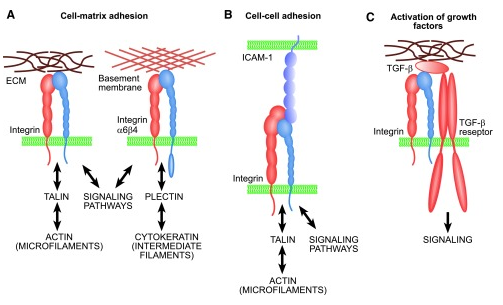 A
Cell-matrix adhesion
ECM
Basement
membrane
Integrin
Integrin
α6β4
TALIN
SIGNALING
PATHWAYS
PLECTIN
ACTIN
(MICROFILAMENTS)
CYTOKERATIN
(INTERMEDIATE
FILAMENTS)
B
Cell-cell adhesion
ICAM-1
Integrin
TALIN
SIGNALING
PATHWAYS
ACTIN
(MICROFILAMENTS)
C
Activation of growth
factors
TGF-β
Integrin
TGF-β
reseptor
SIGNALING